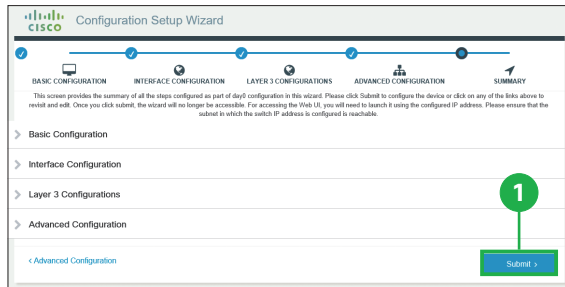 CISCO Configuration Setup Wizard
BASIC CONFIGURATION INTERFACE CONFIGURATION LAYER 3 CONFIGURATIONS ADVANCED CONFIGURATION SUMMARY
This screen provides the summary of all the steps configured as part of day0 configuration in this wizard. Please click Submit to configure the device or click on any of the links above to
revisit and edit. Once you click submit, the wizard will no longer be accessible. For accessing the Web UI, you will need to launch it using the configured IP address. Please ensure that the
subnet in which the switch IP address is configured is reachable
> Basic Configuration
> Interface Configuration
> Layer 3 Configurations
1
> Advanced Configuration
‹ Advanced Configuration
Submit ›